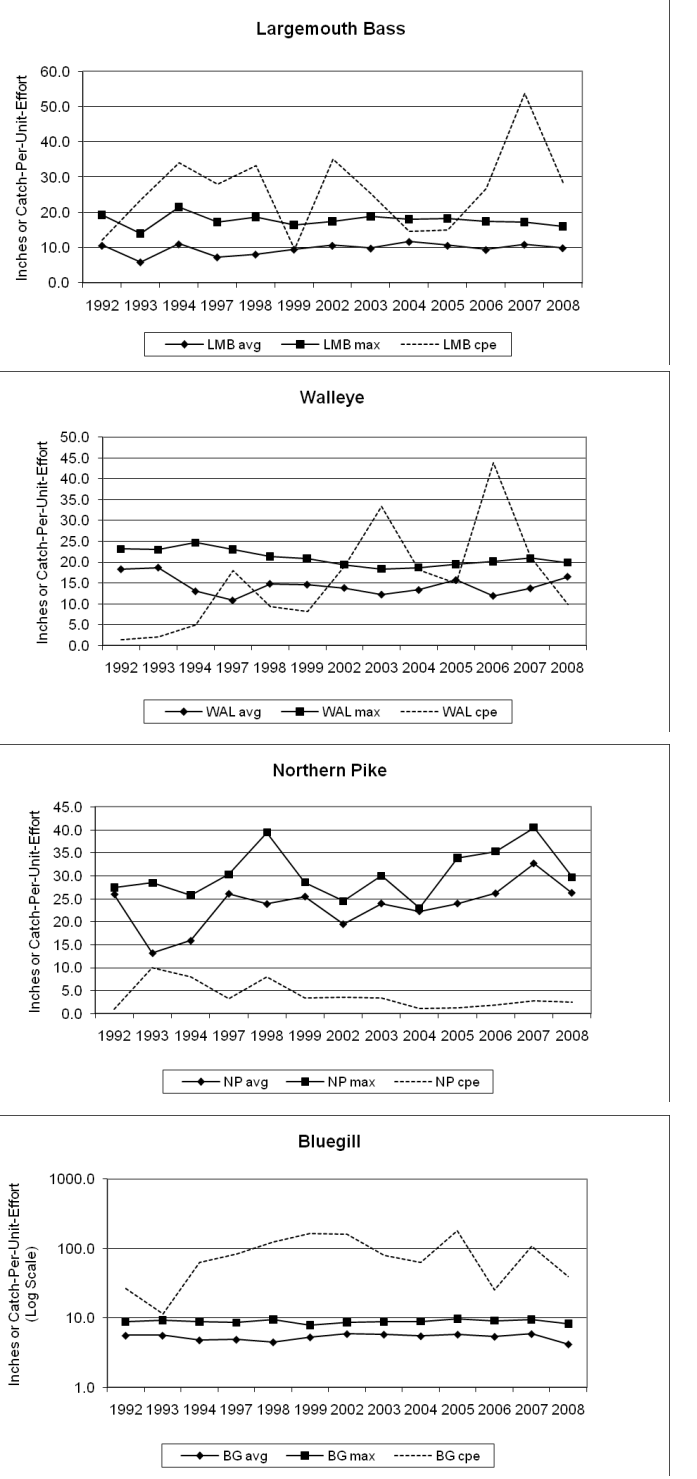 Largemouth Bass
Inches or Catch-Per-Unit-Effort
60.0
50.0
40.0
30.0
20.0
10.0
0.0
1992 1993 1994 1997 1998 1999 2002 2003 2004 2005 2006 2007 2008
LMB avg LMB max LMB cpe
Walleye
Inches or Catch-Per-Unit-Effort
50.0
45.0
40.0
35.0
30.0
25.0
20.0
15.0
10.0
5.0
0.0
1992 1993 1994 1997 1998 1999 2002 2003 2004 2005 2006 2007 2008
WAL avg WAL max WAL cpe
Northern Pike
Inches or Catch-Per-Unit-Effort
45.0
40.0
35.0
30.0
25.0
20.0
15.0
10.0
5.0
0.0
1992 1993 1994 1997 1998 1999 2002 2003 2004 2005 2006 2007 2008
NP avg NP max NP cpe
Bluegill
Inches or Catch-Per-Unit-Effort
(Log Scale)
1000.0
100.0
10.0
1.0
1992 1993 1994 1997 1998 1999 2002 2003 2004 2005 2006 2007 2008
BG avg BG max BG cpe